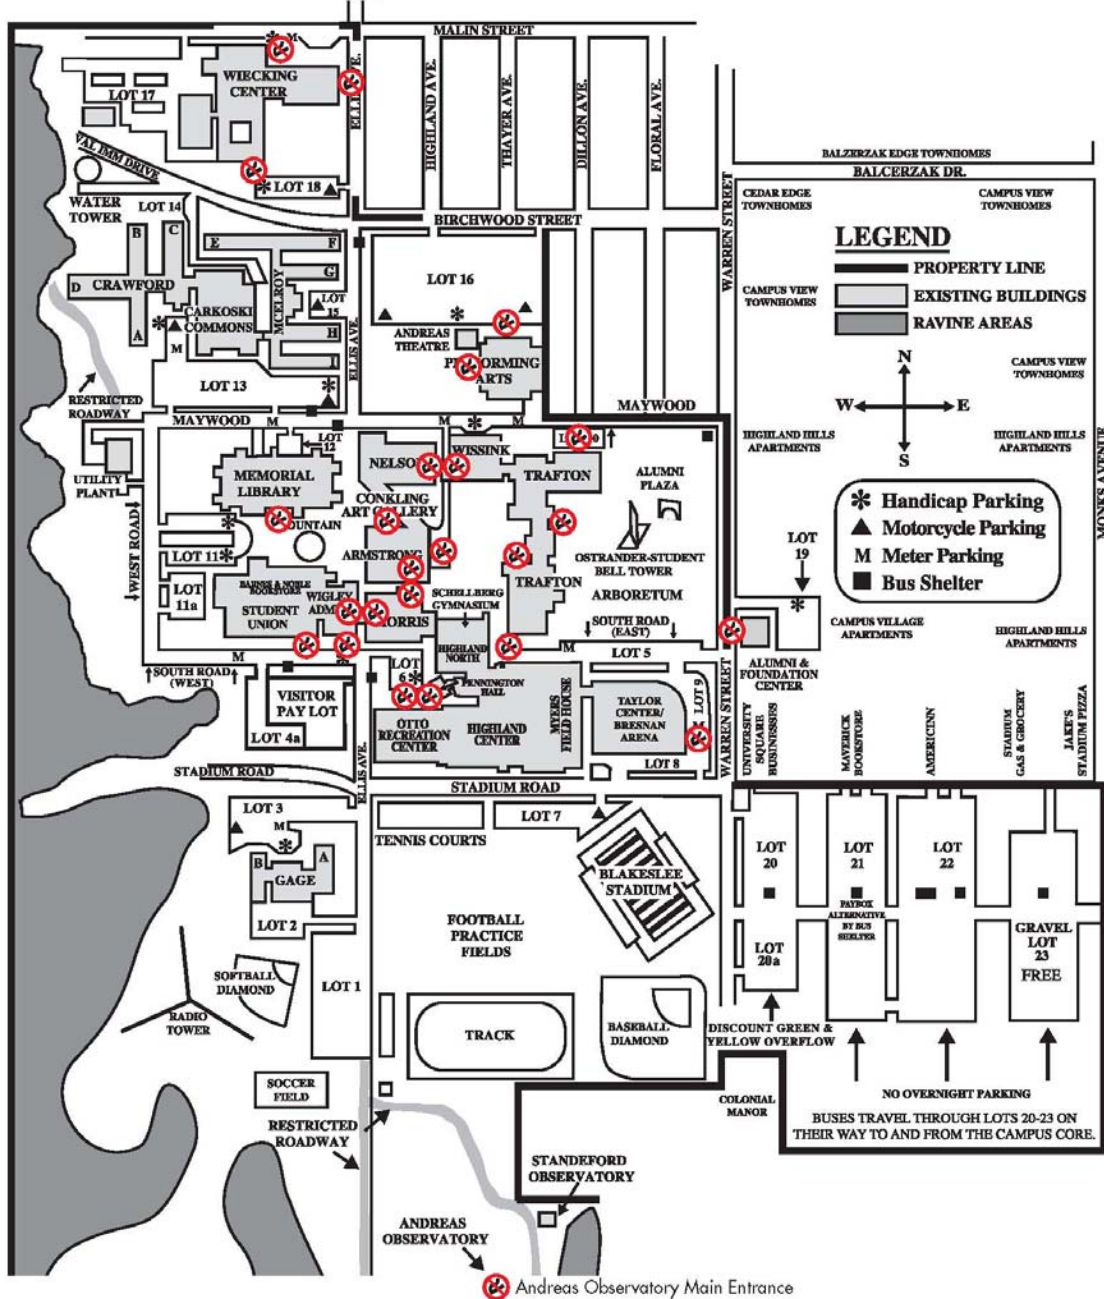 MALIN STREET
WIECKING
CENTER
LOT 17
ELLIS AVE.
HIGHLAND AVE.
THAYER AVE.
DILLON AVE.
FLORAL AVE.
VAL IMM DRIVE
LOT 18
M
WATER
TOWER
LOT 14
BIRCHWOOD STREET
WARREN STREET
BALZERZAK EDGE TOWNHOMES
BALCERZAK DR.
CEDAR EDGE
TOWNHOMES
CAMPUS VIEW
TOWNHOMES
LEGEND
PROPERTY LINE
EXISTING BUILDINGS
RAVINE AREAS
CAMPUS VIEW
TOWNHOMES
CAMPUS VIEW
TOWNHOMES
N
W
E
S
B
C
E
F
D
CRAWFORD
G
A
CARKOSKI
COMMONS
MCELROY
LOT
15
H
I
M
LOT 13
ELLIS AVE.
LOT 16
ANDREAS
THEATRE
ARTS
RESTRICTED
ROADWAY
MAYWOOD
M
M
M
MAYWOOD
HIGHLAND HILLS
APARTMENTS
HIGHLAND HILLS
APARTMENTS
MONKS AVENUE
Handicap Parking
Motorcycle Parking
M
Meter Parking
Bus Shelter
UTILITY
PLANT
LOT
12
MEMORIAL
LIBRARY
NELSON
WISSINK
TRAFTON
ALUMNI
PLAZA
CONKLING
ART GALLERY
WEST ROAD
LOT 11
ARMSTRONG
OSTRANDER-STUDENT
BELL TOWER
LOT
11a
BARNES & NOBLE
BOOKSTORE
STUDENT
UNION
WIGLEY
SCHELLBERG
GYMNASIUM
TRAFTON
ARBORETUM
LOT
19
CAMPUS VILLAGE
APARTMENTS
HIGHLAND HILLS
APARTMENTS
SOUTH ROAD
(EAST)
M
LOT 5
HIGHLAND
NORTH
M
SOUTH ROAD
(WEST)
LOT
6
PENNINGTON
HALL
LOT 9
ALUMNI &
FOUNDATION
CENTER
VISITOR
PAY LOT
LOT 4a
OTTO
RECREATION
CENTER
HIGHLAND
CENTER
MYERS
FIELD HOUSE
TAYLOR
CENTER/
BRESNAN
ARENA
LOT 8
WARREN STREET
UNIVERSITY
SQUARE
BUSINESSES
MAVERICK
BOOKSTORE
AMERICINN
STADIUM
GAS & GROCERY
JAKE'S
STADIUM PIZZA
STADIUM ROAD
STADIUM ROAD
ELLIS AVE.
LOT 3
M
B
A
GAGE
LOT 2
TENNIS COURTS
LOT 7
BLAKESLEE
STADIUM
LOT
20
LOT
21
LOT
22
PAYBOX
ALTERNATIVE
BY BUS
SHELTER
FOOTBALL
PRACTICE
FIELDS
LOT
20a
GRAVEL
LOT
23
FREE
SOFTBALL
DIAMOND
LOT 1
RADIO
TOWER
TRACK
BASEBALL
DIAMOND
DISCOUNT GREEN &
YELLOW OVERFLOW
SOCCER
FIELD
NO OVERNIGHT PARKING
COLONIAL
MANOR
BUSES TRAVEL THROUGH LOTS 20-23 ON
THEIR WAY TO AND FROM THE CAMPUS CORE.
RESTRICTED
ROADWAY
STANDEFORD
OBSERVATORY
ANDREAS
OBSERVATORY
Andreas Observatory Main Entrance